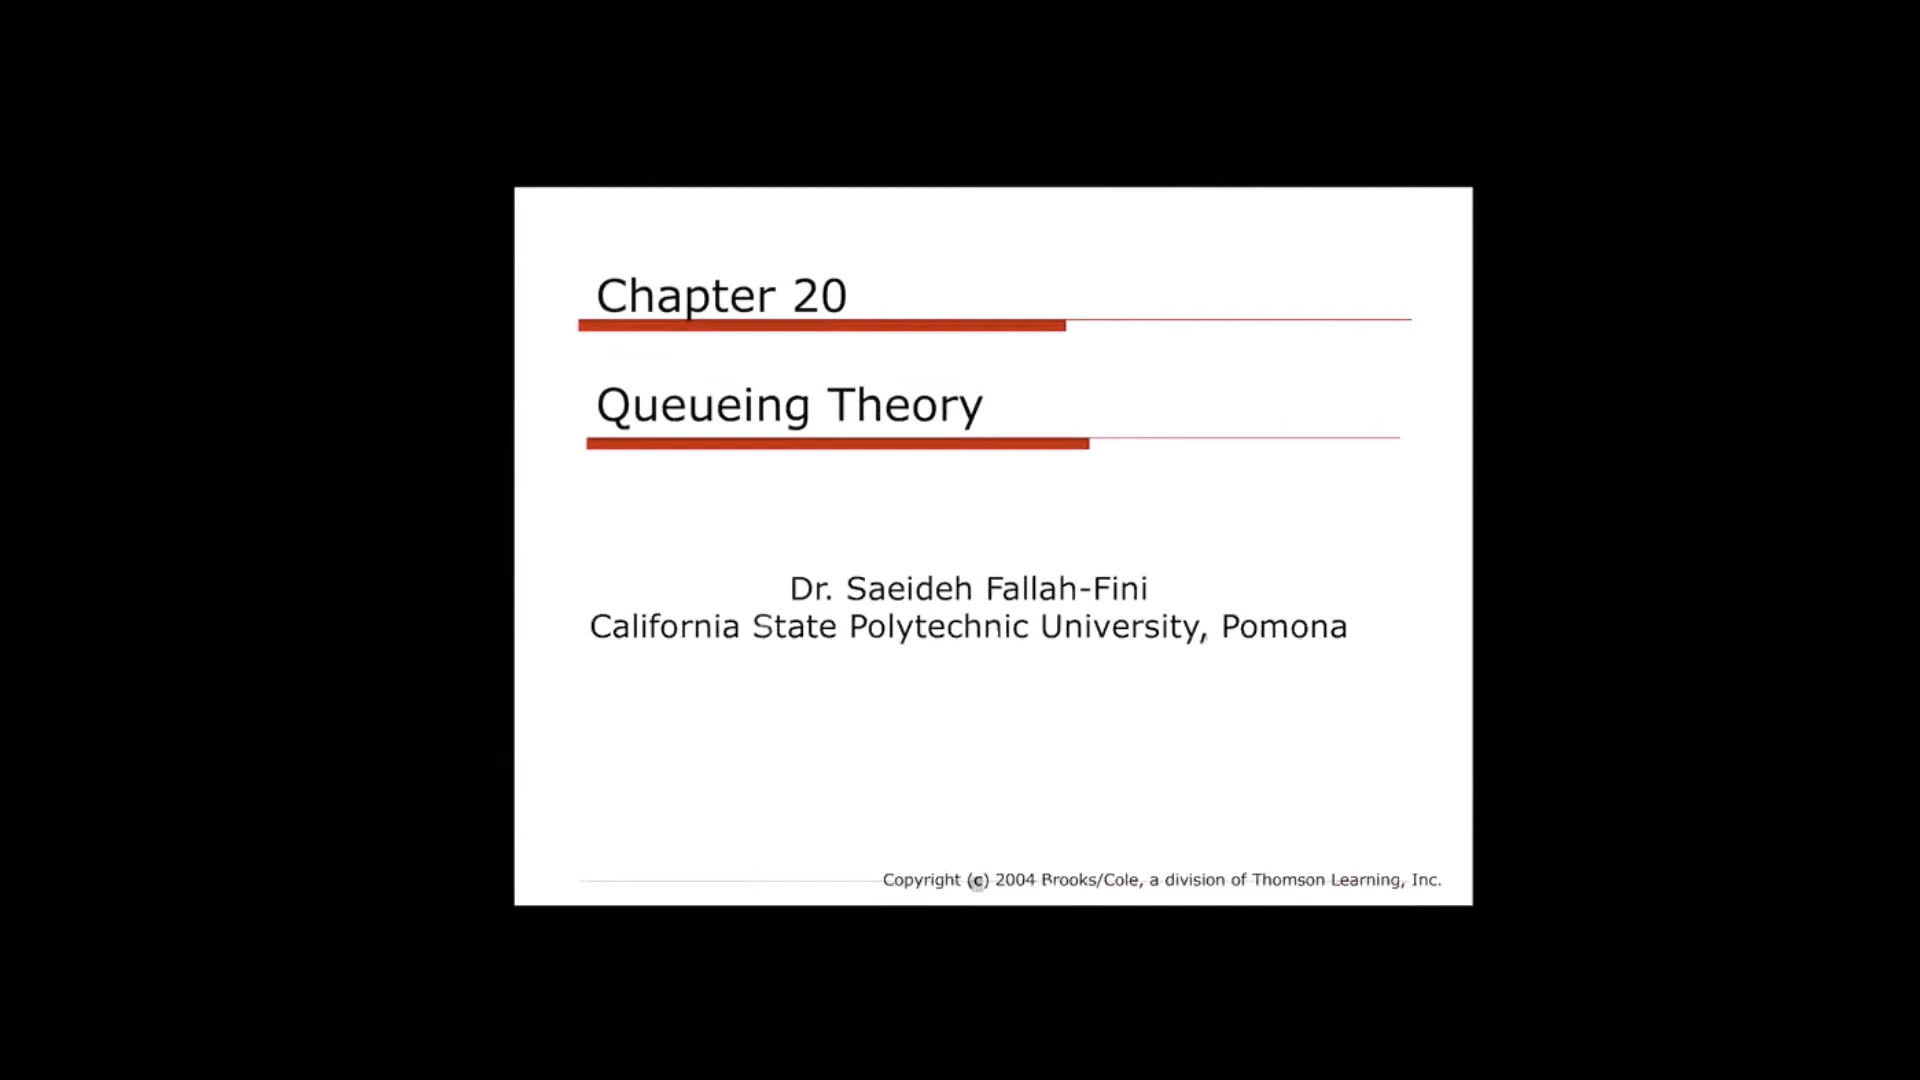 Chapter 20
Queueing Theory
Dr. Saeideh Fallah-Fini
California State Polytechnic University, Pomona
Copyright (c) 2004 Brooks/Cole, a division of Thomson Learning, Inc.